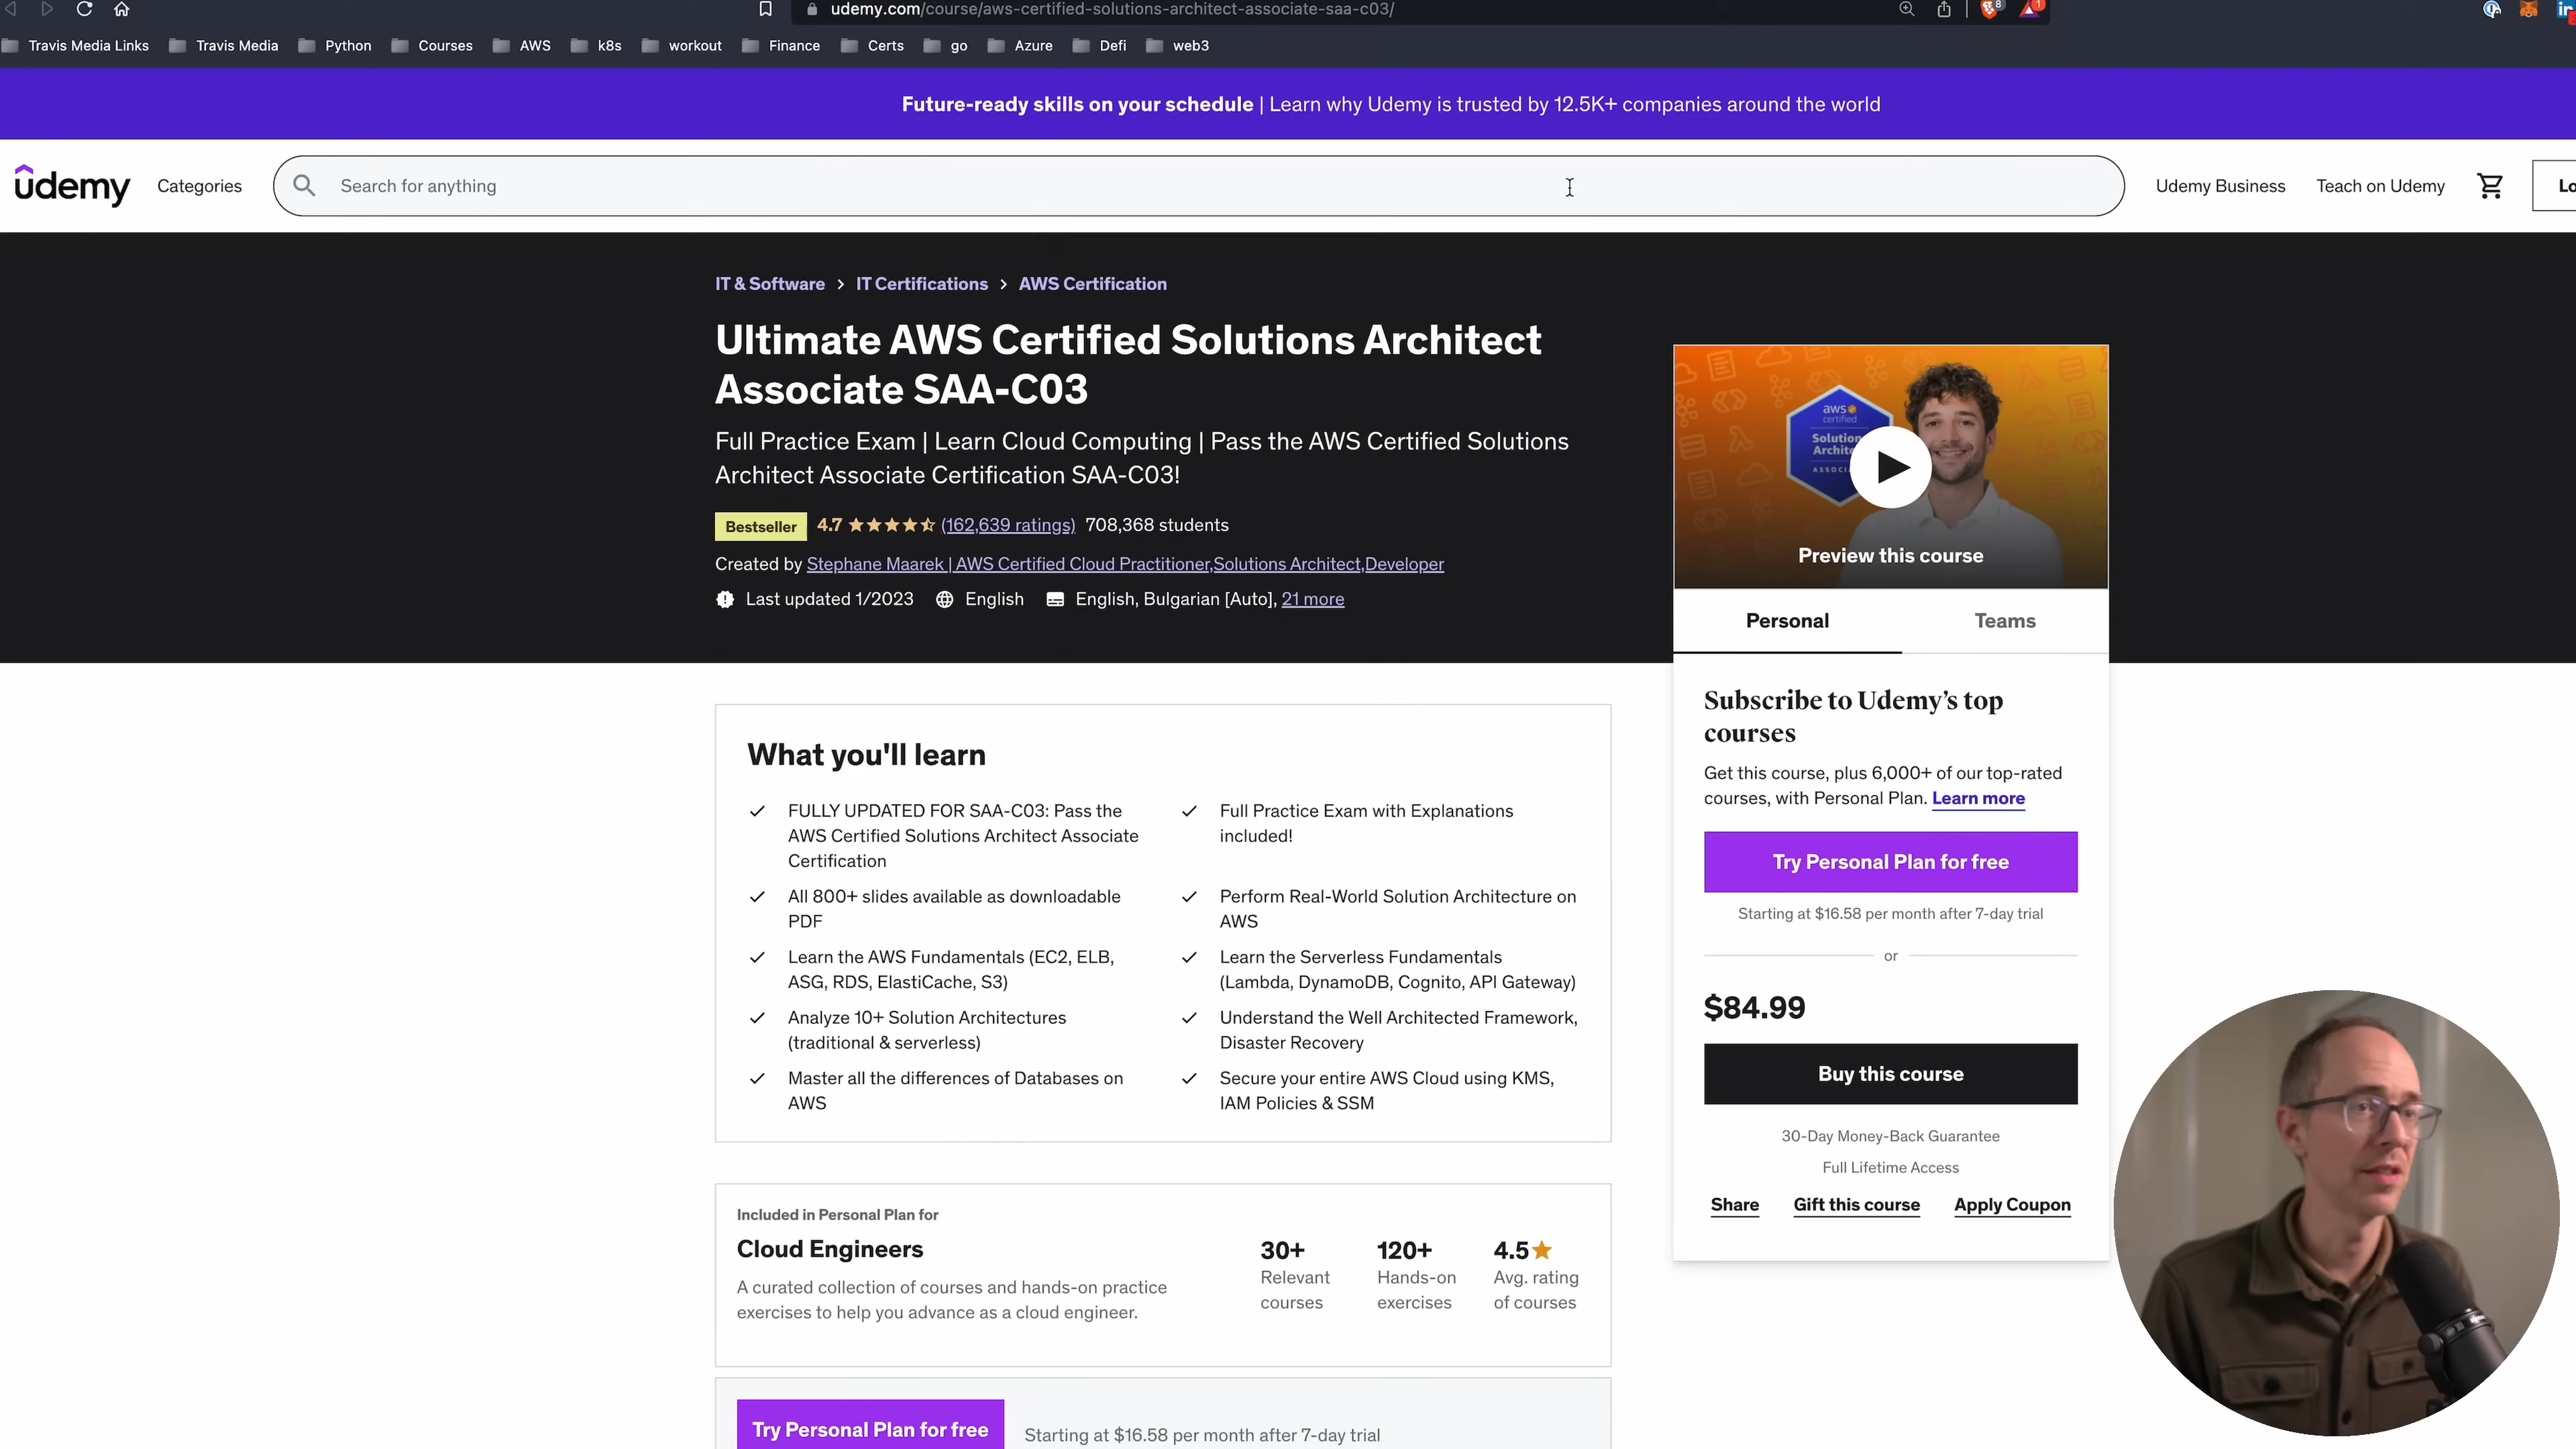 udemy.com/course/aws-certified-solutions-architect-associate-saa-c03/
8
1
Travis Media Links
Travis Media
Python
Courses
AWS
k8s
workout
Finance
Certs
go
Azure
Defi
web3
Future-ready skills on your schedule | Learn why Udemy is trusted by 12.5K+ companies around the world
udemy
Categories
Search for anything
Udemy Business
Teach on Udemy
Lo
IT & Software > IT Certifications > AWS Certification
Ultimate AWS Certified Solutions Architect
Associate SAA-C03
Full Practice Exam | Learn Cloud Computing | Pass the AWS Certified Solutions
Architect Associate Certification SAA-C03!
Bestseller 4.7 (162,639 ratings) 708,368 students
Created by Stephane Maarek | AWS Certified Cloud Practitioner,Solutions Architect,Developer
Last updated 1/2023 English English, Bulgarian [Auto], 21 more
aws
certified
Solution
Archite
ASSOCI
Preview this course
Personal
Teams
Subscribe to Udemy's top
courses
Get this course, plus 6,000+ of our top-rated
courses, with Personal Plan. Learn more
Try Personal Plan for free
Starting at $16.58 per month after 7-day trial
or
$84.99
Buy this course
30-Day Money-Back Guarantee
Full Lifetime Access
Share
Gift this course
Apply Coupon
What you'll learn
FULLY UPDATED FOR SAA-C03: Pass the
AWS Certified Solutions Architect Associate
Certification
Full Practice Exam with Explanations
included!
All 800+ slides available as downloadable
PDF
Perform Real-World Solution Architecture on
AWS
Learn the AWS Fundamentals (EC2, ELB,
ASG, RDS, ElastiCache, S3)
Learn the Serverless Fundamentals
(Lambda, DynamoDB, Cognito, API Gateway)
Analyze 10+ Solution Architectures
(traditional & serverless)
Understand the Well Architected Framework,
Disaster Recovery
Master all the differences of Databases on
AWS
Secure your entire AWS Cloud using KMS,
IAM Policies & SSM
Included in Personal Plan for
Cloud Engineers
A curated collection of courses and hands-on practice
exercises to help you advance as a cloud engineer.
30+
Relevant
courses
120+
Hands-on
exercises
4.5
Avg. rating
of courses
Try Personal Plan for free
Starting at $16.58 per month after 7-day trial